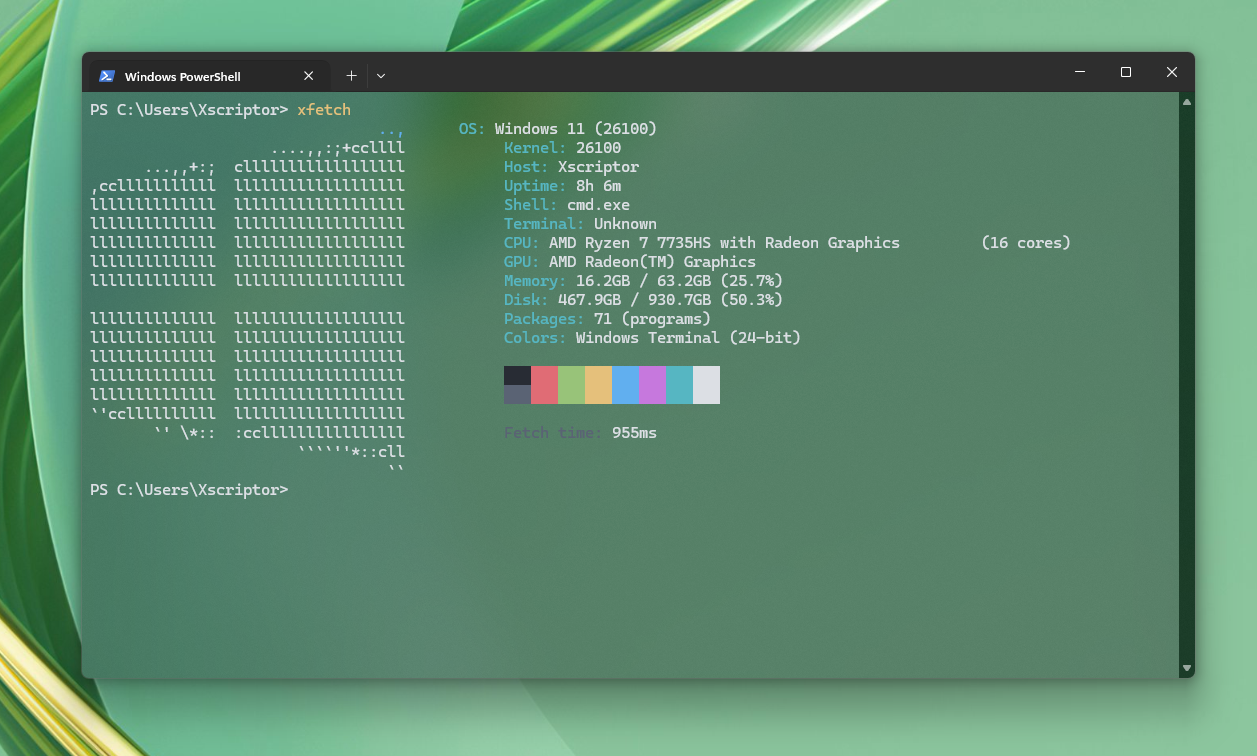 Windows PowerShell
PS C:\Users\Xscriptor> xfetch
                                ..,      OS: Windows 11 (26100)
                    ....,,:;+ccllll           Kernel: 26100
      ...,,+:;  cllllllllllllllllll           Host: Xscriptor
,cclllllllllll  lllllllllllllllllll           Uptime: 8h 6m
llllllllllllll  lllllllllllllllllll           Shell: cmd.exe
llllllllllllll  lllllllllllllllllll           Terminal: Unknown
llllllllllllll  lllllllllllllllllll           CPU: AMD Ryzen 7 7735HS with Radeon Graphics         (16 cores)
llllllllllllll  lllllllllllllllllll           GPU: AMD Radeon(TM) Graphics
llllllllllllll  lllllllllllllllllll           Memory: 16.2GB / 63.2GB (25.7%)
                                              Disk: 467.9GB / 930.7GB (50.3%)
llllllllllllll  lllllllllllllllllll           Packages: 71 (programs)
llllllllllllll  lllllllllllllllllll           Colors: Windows Terminal (24-bit)
llllllllllllll  lllllllllllllllllll
llllllllllllll  lllllllllllllllllll
llllllllllllll  lllllllllllllllllll
`'ccllllllllll  lllllllllllllllllll
       `' \*::  :ccllllllllllllllll           Fetch time: 955ms
                       ````''*::cll
                                 ``
PS C:\Users\Xscriptor>